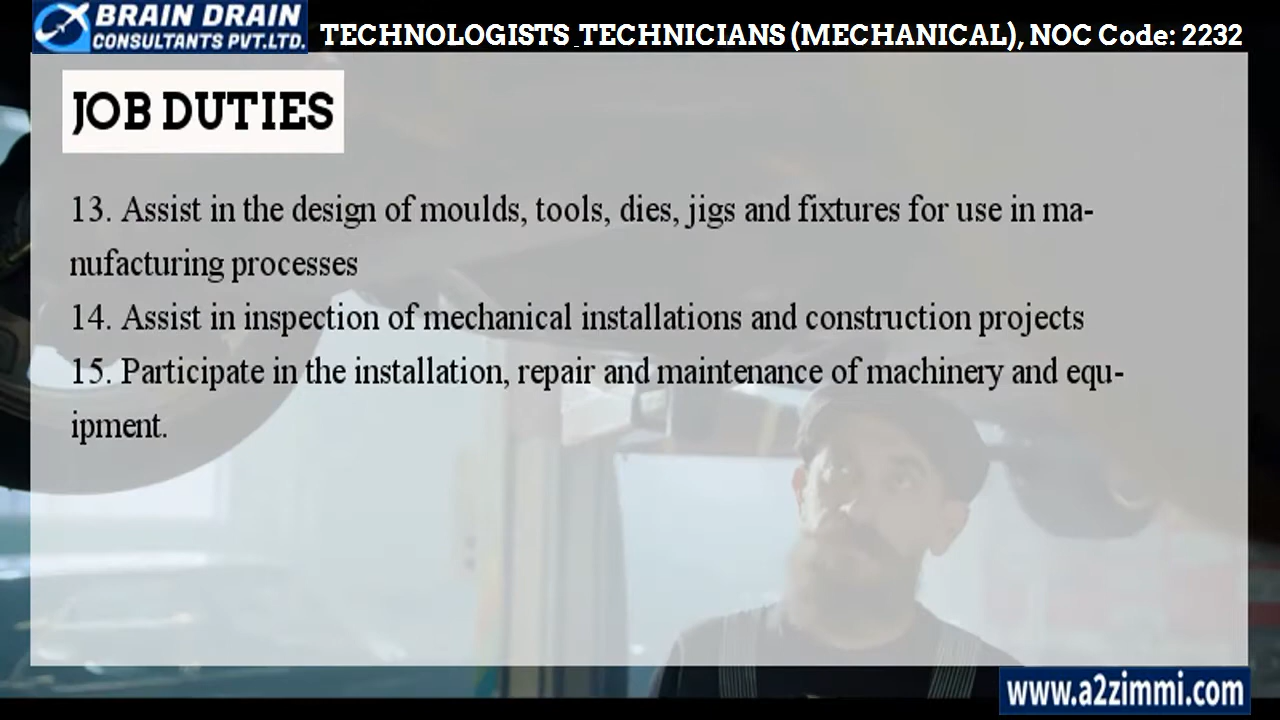 BRAIN DRAIN
CONSULTANTS PVT.LTD.
TECHNOLOGISTS_TECHNICIANS (MECHANICAL), NOC Code: 2232
JOB DUTIES
13. Assist in the design of moulds, tools, dies, jigs and fixtures for use in ma-
nufacturing processes
14. Assist in inspection of mechanical installations and construction projects
15. Participate in the installation, repair and maintenance of machinery and equ-
ipment.
www.a2zimmi.com